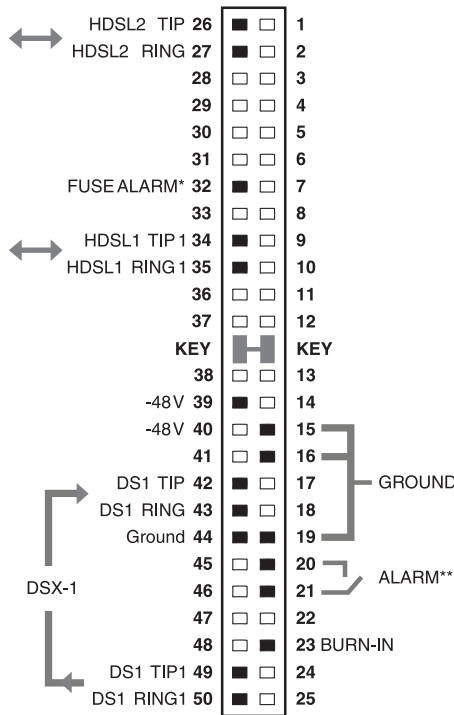 HDSL2 TIP 26 1
HDSL2 RING 27 2
28 3
29 4
30 5
31 6
FUSE ALARM* 32 7
33 8
HDSL1 TIP 1 34 9
HDSL1 RING 1 35 10
36 11
37 12
KEY KEY
38 13
-48V 39 14
-48V 40 15
41 16
DS1 TIP 42 17 GROUND
DS1 RING 43 18
Ground 44 19
45 20
DSX-1 46 21 ALARM**
47 22
48 23 BURN-IN
DS1 TIP1 49 24
DS1 RING1 50 25